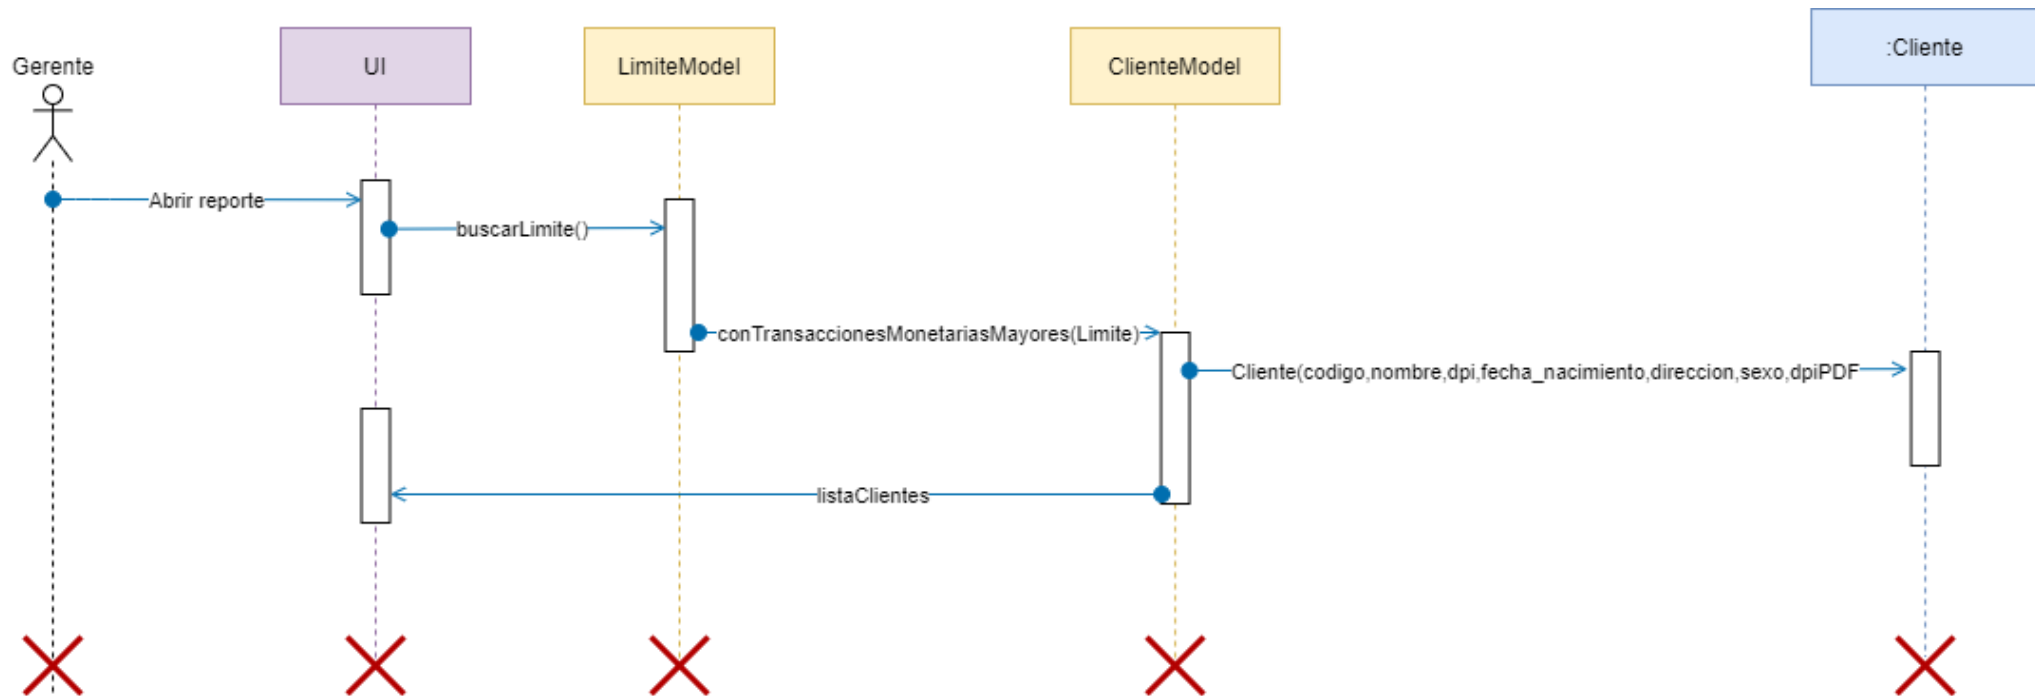 Gerente
UI
LimiteModel
ClienteModel
:Cliente
Abrir reporte
buscarLimite()
conTransaccionesMonetariasMayores(Limite)
Cliente(codigo,nombre,dpi,fecha_nacimiento,direccion,sexo,dpiPDF
listaClientes